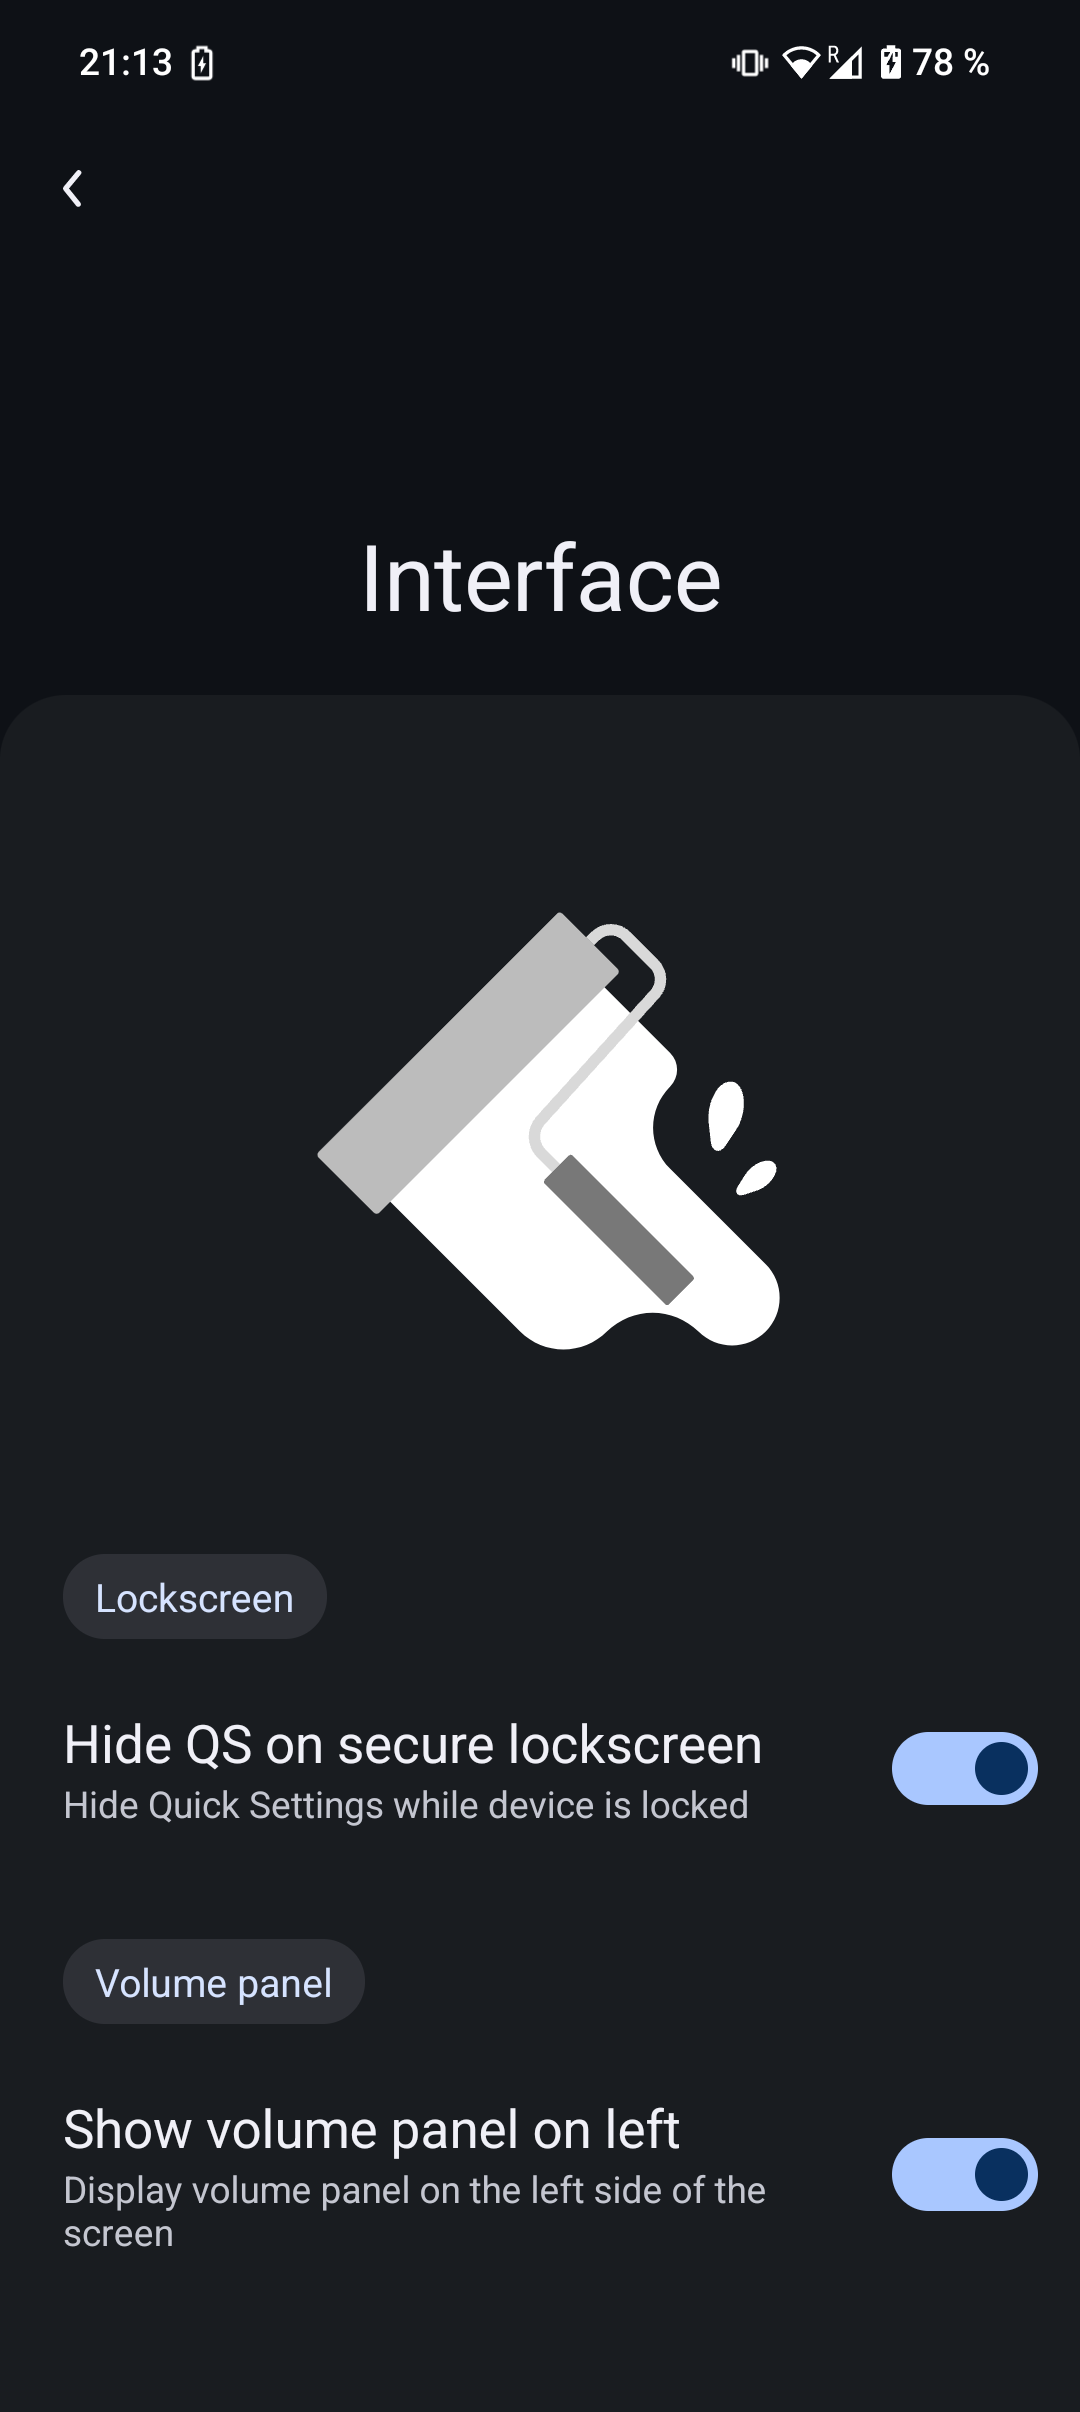 21:13
R
78 %
Interface
Lockscreen
Hide QS on secure lockscreen
Hide Quick Settings while device is locked
Volume panel
Show volume panel on left
Display volume panel on the left side of the
screen